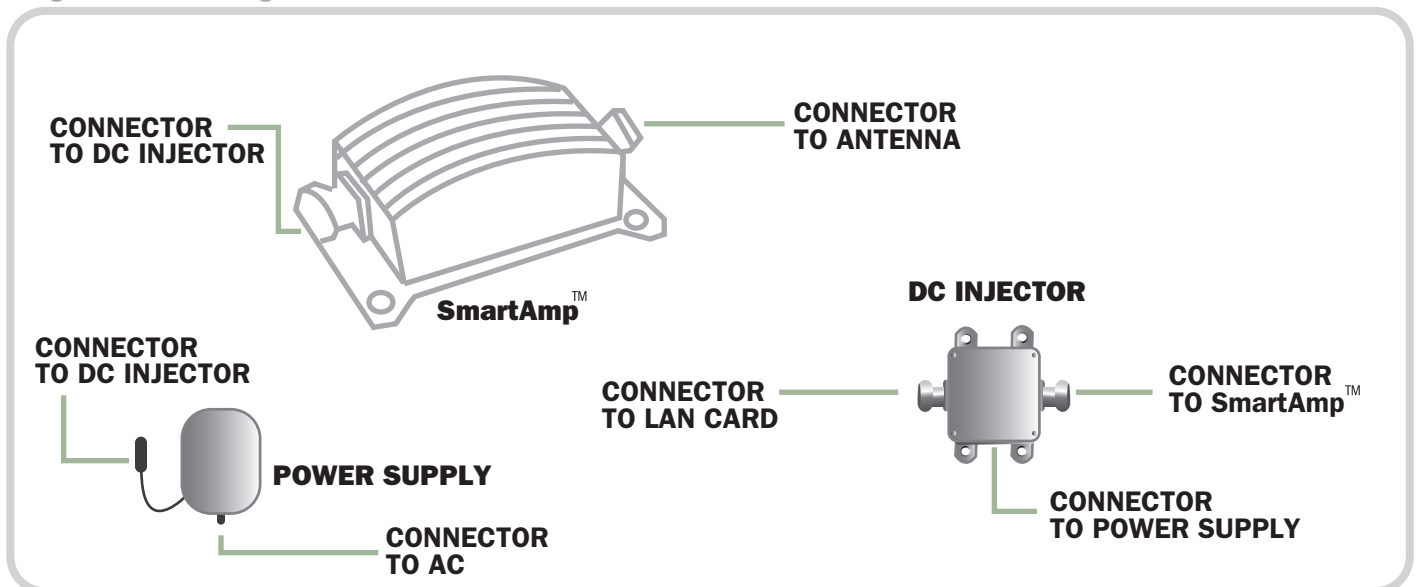 CONNECTOR
TO DC INJECTOR
CONNECTOR
TO ANTENNA
SmartAmp™
DC INJECTOR
CONNECTOR
TO DC INJECTOR
POWER SUPPLY
CONNECTOR
TO AC
CONNECTOR
TO LAN CARD
CONNECTOR
TO SmartAmp™
CONNECTOR
TO POWER SUPPLY